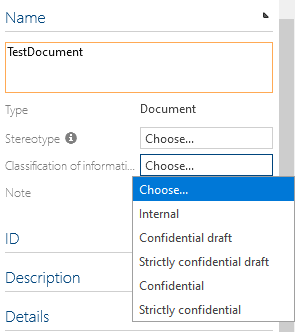 Name
TestDocument
Type Document
Stereotype Choose...
Classification of informati... Choose...
Note
Choose...
Internal
Confidential draft
Strictly confidential draft
Confidential
Strictly confidential
ID
Description
Details